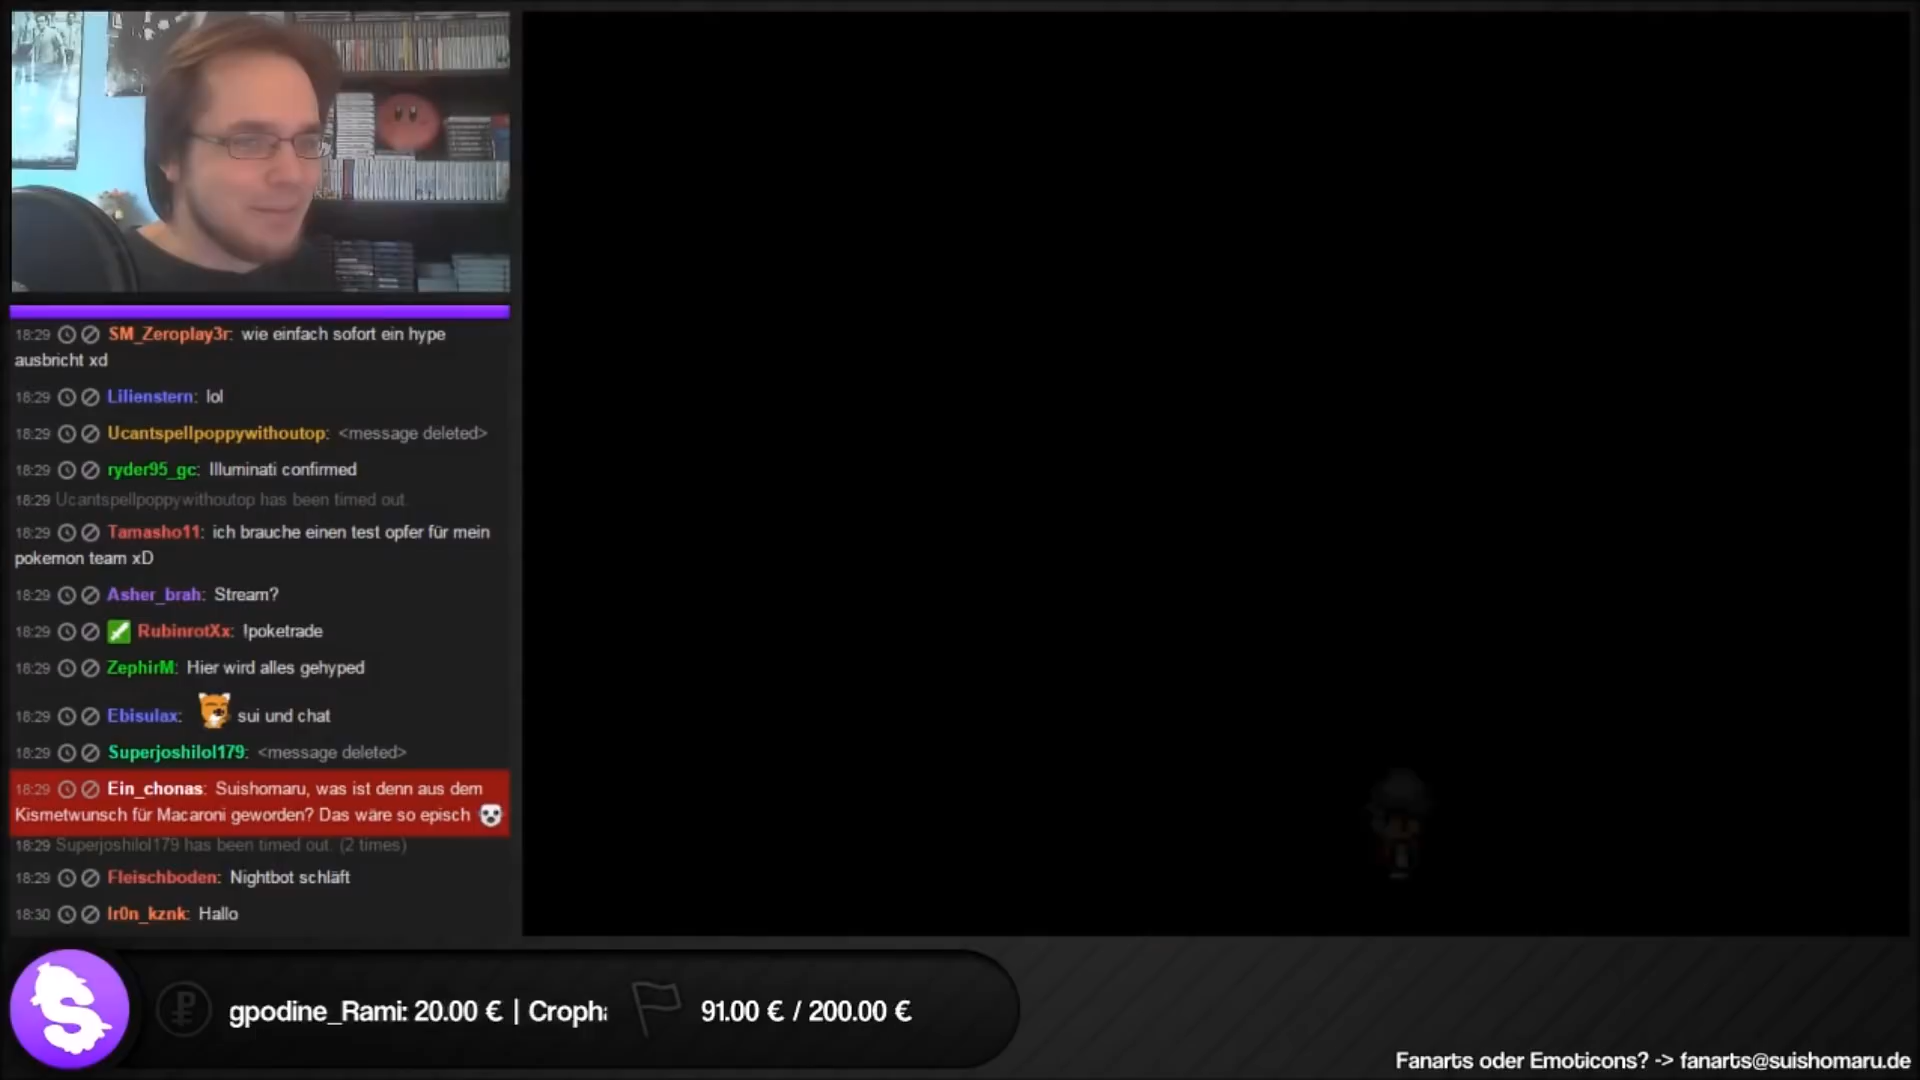 18:29 SM_Zeroplay3r: wie einfach sofort ein hype
ausbricht xd
18:29 Lilienstern: lol
18:29 Ucantspellpoppywithoutop: <message deleted>
18:29 ryder95_gc: Illuminati confirmed
18:29 Ucantspellpoppywithoutop has been timed out.
18:29 Tamasho11: ich brauche einen test opfer für mein
pokemon team xD
18:29 Asher_brah: Stream?
18:29 RubinrotXx: !poketrade
18:29 ZephirM: Hier wird alles gehyped
18:29 Ebisulax: sui und chat
18:29 Superjoshilol179: <message deleted>
18:29 Ein_chonas: Suishomaru, was ist denn aus dem
Kismetwunsch für Macaroni geworden? Das wäre so episch
18:29 Superjoshilol179 has been timed out. (2 times)
18:29 Fleischboden: Nightbot schläft
18:30 Ir0n_kznk: Hallo
S
gpodine_Rami: 20.00 € | Croph
91.00 € / 200.00 €
Fanarts oder Emoticons? -> fanarts@suishomaru.de